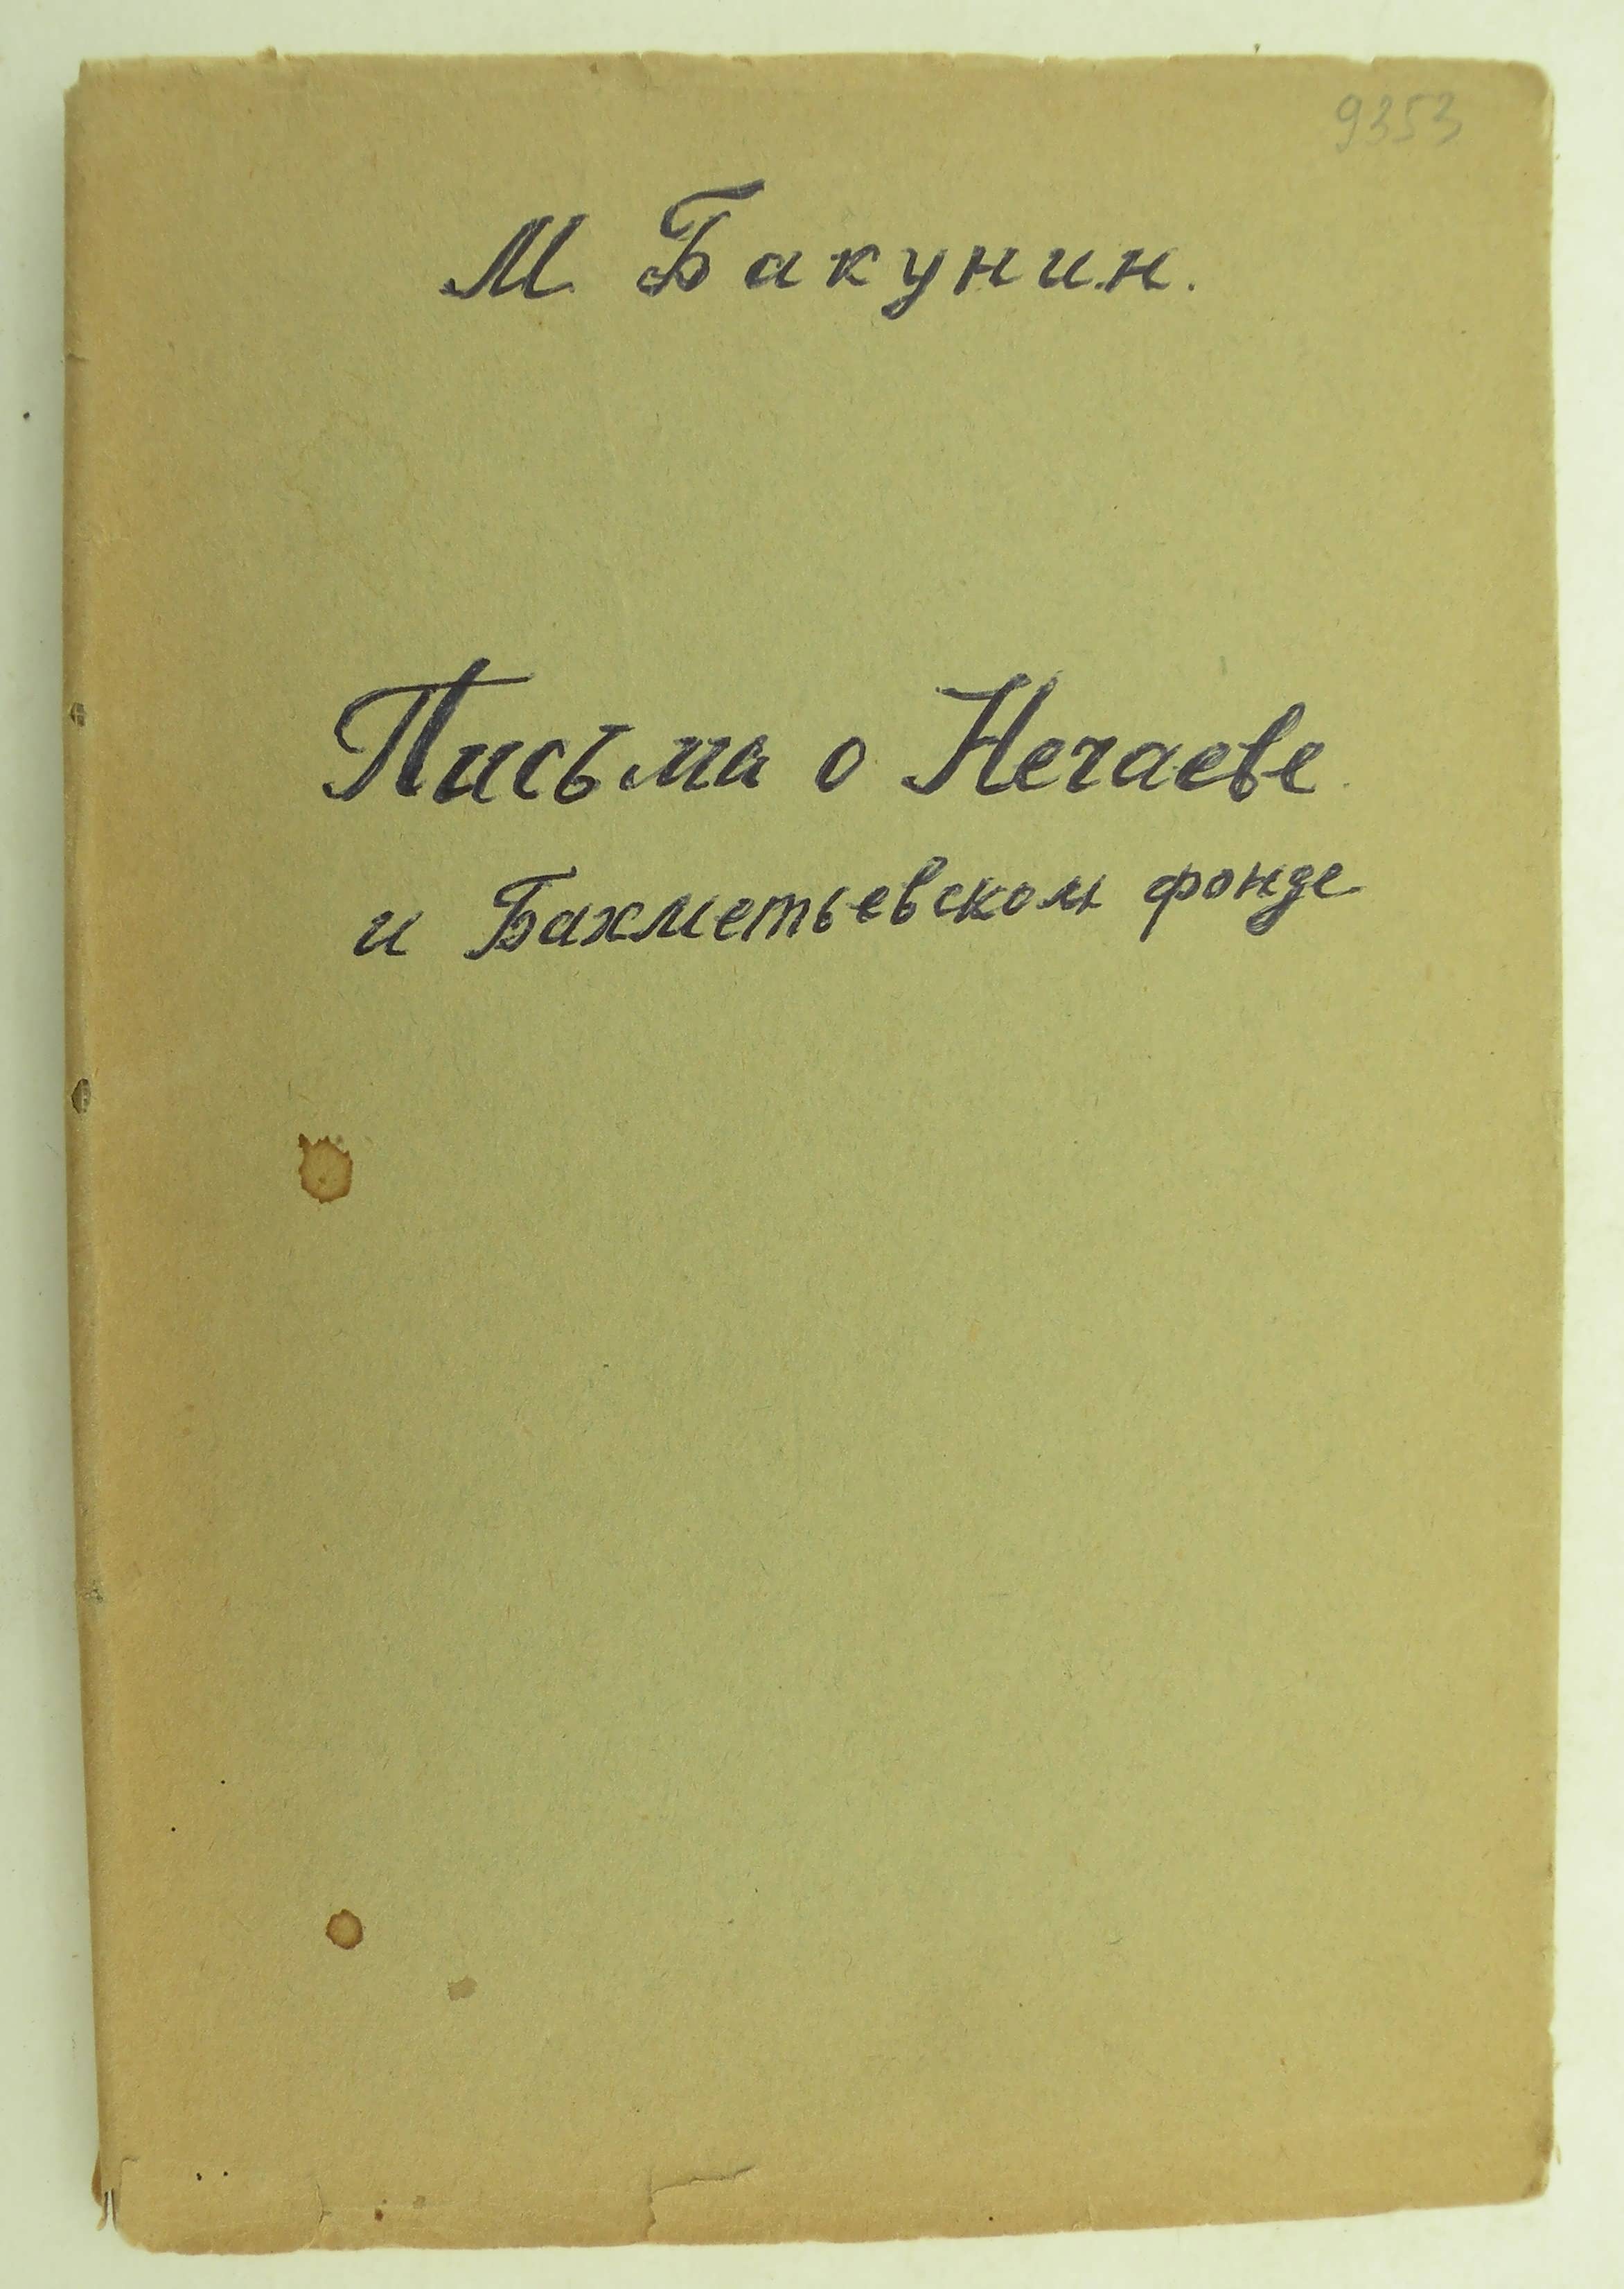 9353
М. Бакунин.
Письма о Нечаеве
и Бахметьевском фонде